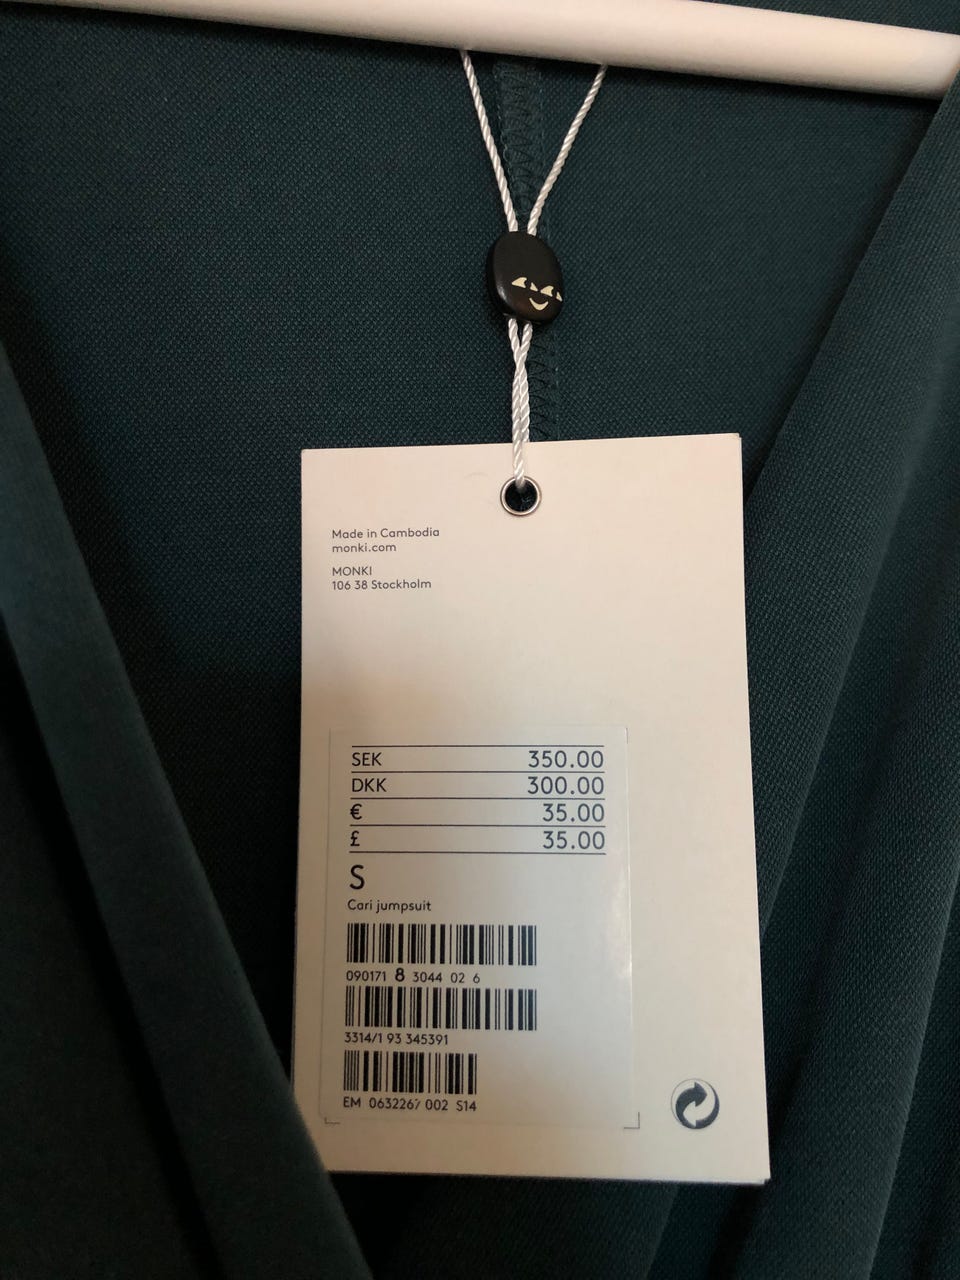 Made in Cambodia
monki.com
MONKI
106 38 Stockholm
SEK 350.00
DKK 300.00
€ 35.00
£ 35.00
S
Cari jumpsuit
090171 8 3044 02 6
3314/1 93 345391
EM 0632267 002 S14